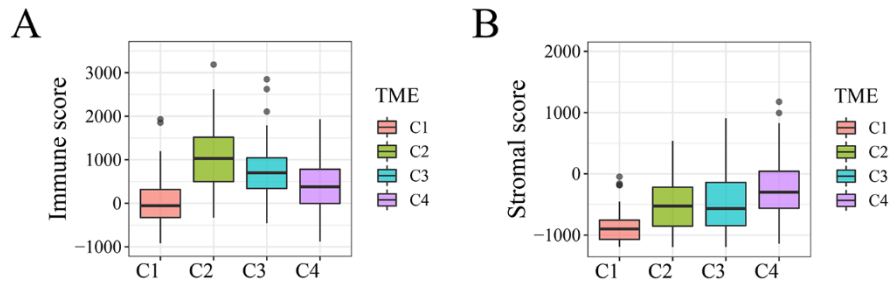 A
Immune score
3000
2000
1000
0
−1000
C1 C2 C3 C4
TME
C1
C2
C3
C4
B
Stromal score
2000
1000
0
−1000
C1 C2 C3 C4
TME
C1
C2
C3
C4